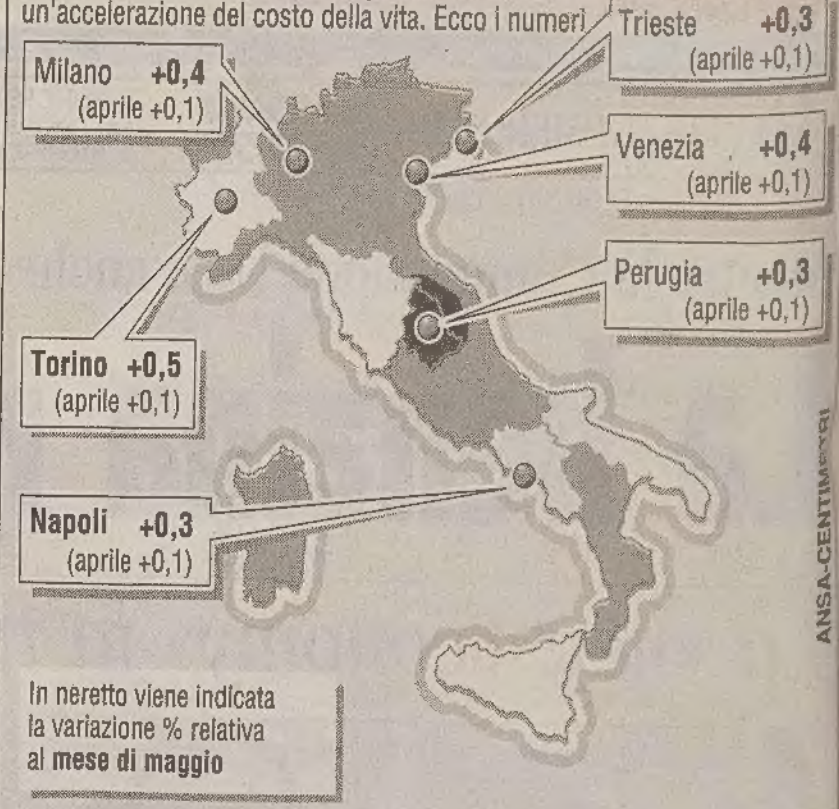 un'accelerazione del costo della vita. Ecco i numeri
Trieste +0,3
(aprile +0,1)
Milano +0,4
(aprile +0,1)
Venezia +0,4
(aprile +0,1)
Perugia +0,3
(aprile +0,1)
Torino +0,5
(aprile +0,1)
Napoli +0,3
(aprile +0,1)
In neretto viene indicata
la variazione % relativa
al mese di maggio
ANSA-CENTIMETRI